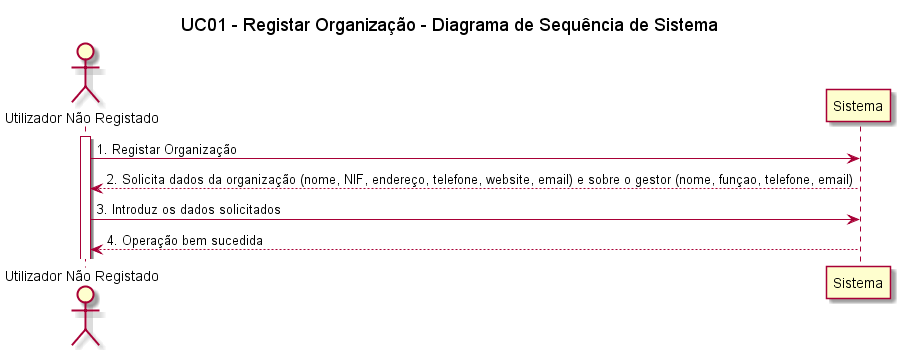 UC01 - Registar Organização - Diagrama de Sequência de Sistema
Utilizador Não Registado
Sistema
1. Registar Organização
2. Solicita dados da organização (nome, NIF, endereço, telefone, website, email) e sobre o gestor (nome, funçao, telefone, email)
3. Introduz os dados solicitados
4. Operação bem sucedida
Utilizador Não Registado
Sistema